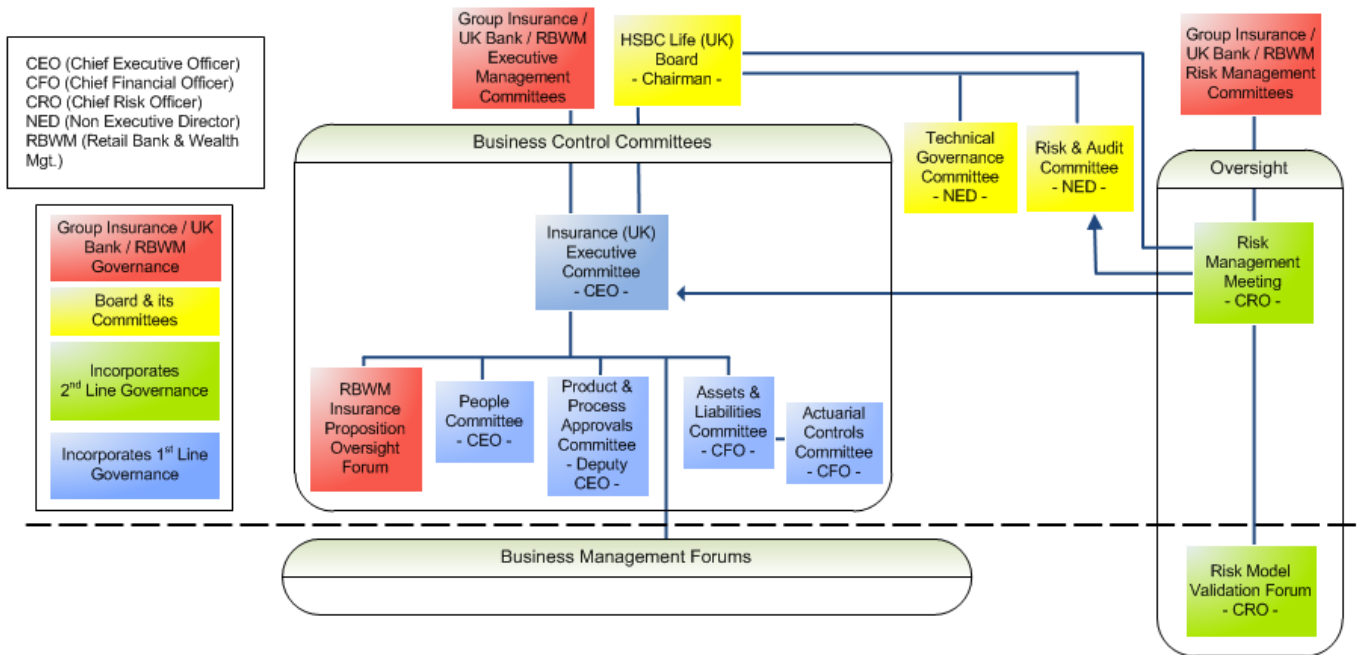 CEO (Chief Executive Officer)
CFO (Chief Financial Officer)
CRO (Chief Risk Officer)
NED (Non Executive Director)
RBWM (Retail Bank & Wealth
Mgt.)
Group Insurance / UK
Bank / RBWM
Governance
Board & its
Committees
Incorporates
2nd Line Governance
Incorporates 1st Line
Governance
Group Insurance /
UK Bank / RBWM
Executive
Management
Committees
HSBC Life (UK)
Board
- Chairman -
Group Insurance /
UK Bank / RBWM
Risk Management
Committees
Business Control Committees
Technical
Governance
Committee
- NED -
Risk & Audit
Committee
- NED -
Oversight
Insurance (UK)
Executive
Committee
- CEO -
Risk
Management
Meeting
- CRO -
RBWM
Insurance
Proposition
Oversight
Forum
People
Committee
- CEO -
Product &
Process
Approvals
Committee
- Deputy
CEO -
Assets &
Liabilities
Committee
- CFO -
Actuarial
Controls
Committee
- CFO -
Business Management Forums
Risk Model
Validation Forum
- CRO -